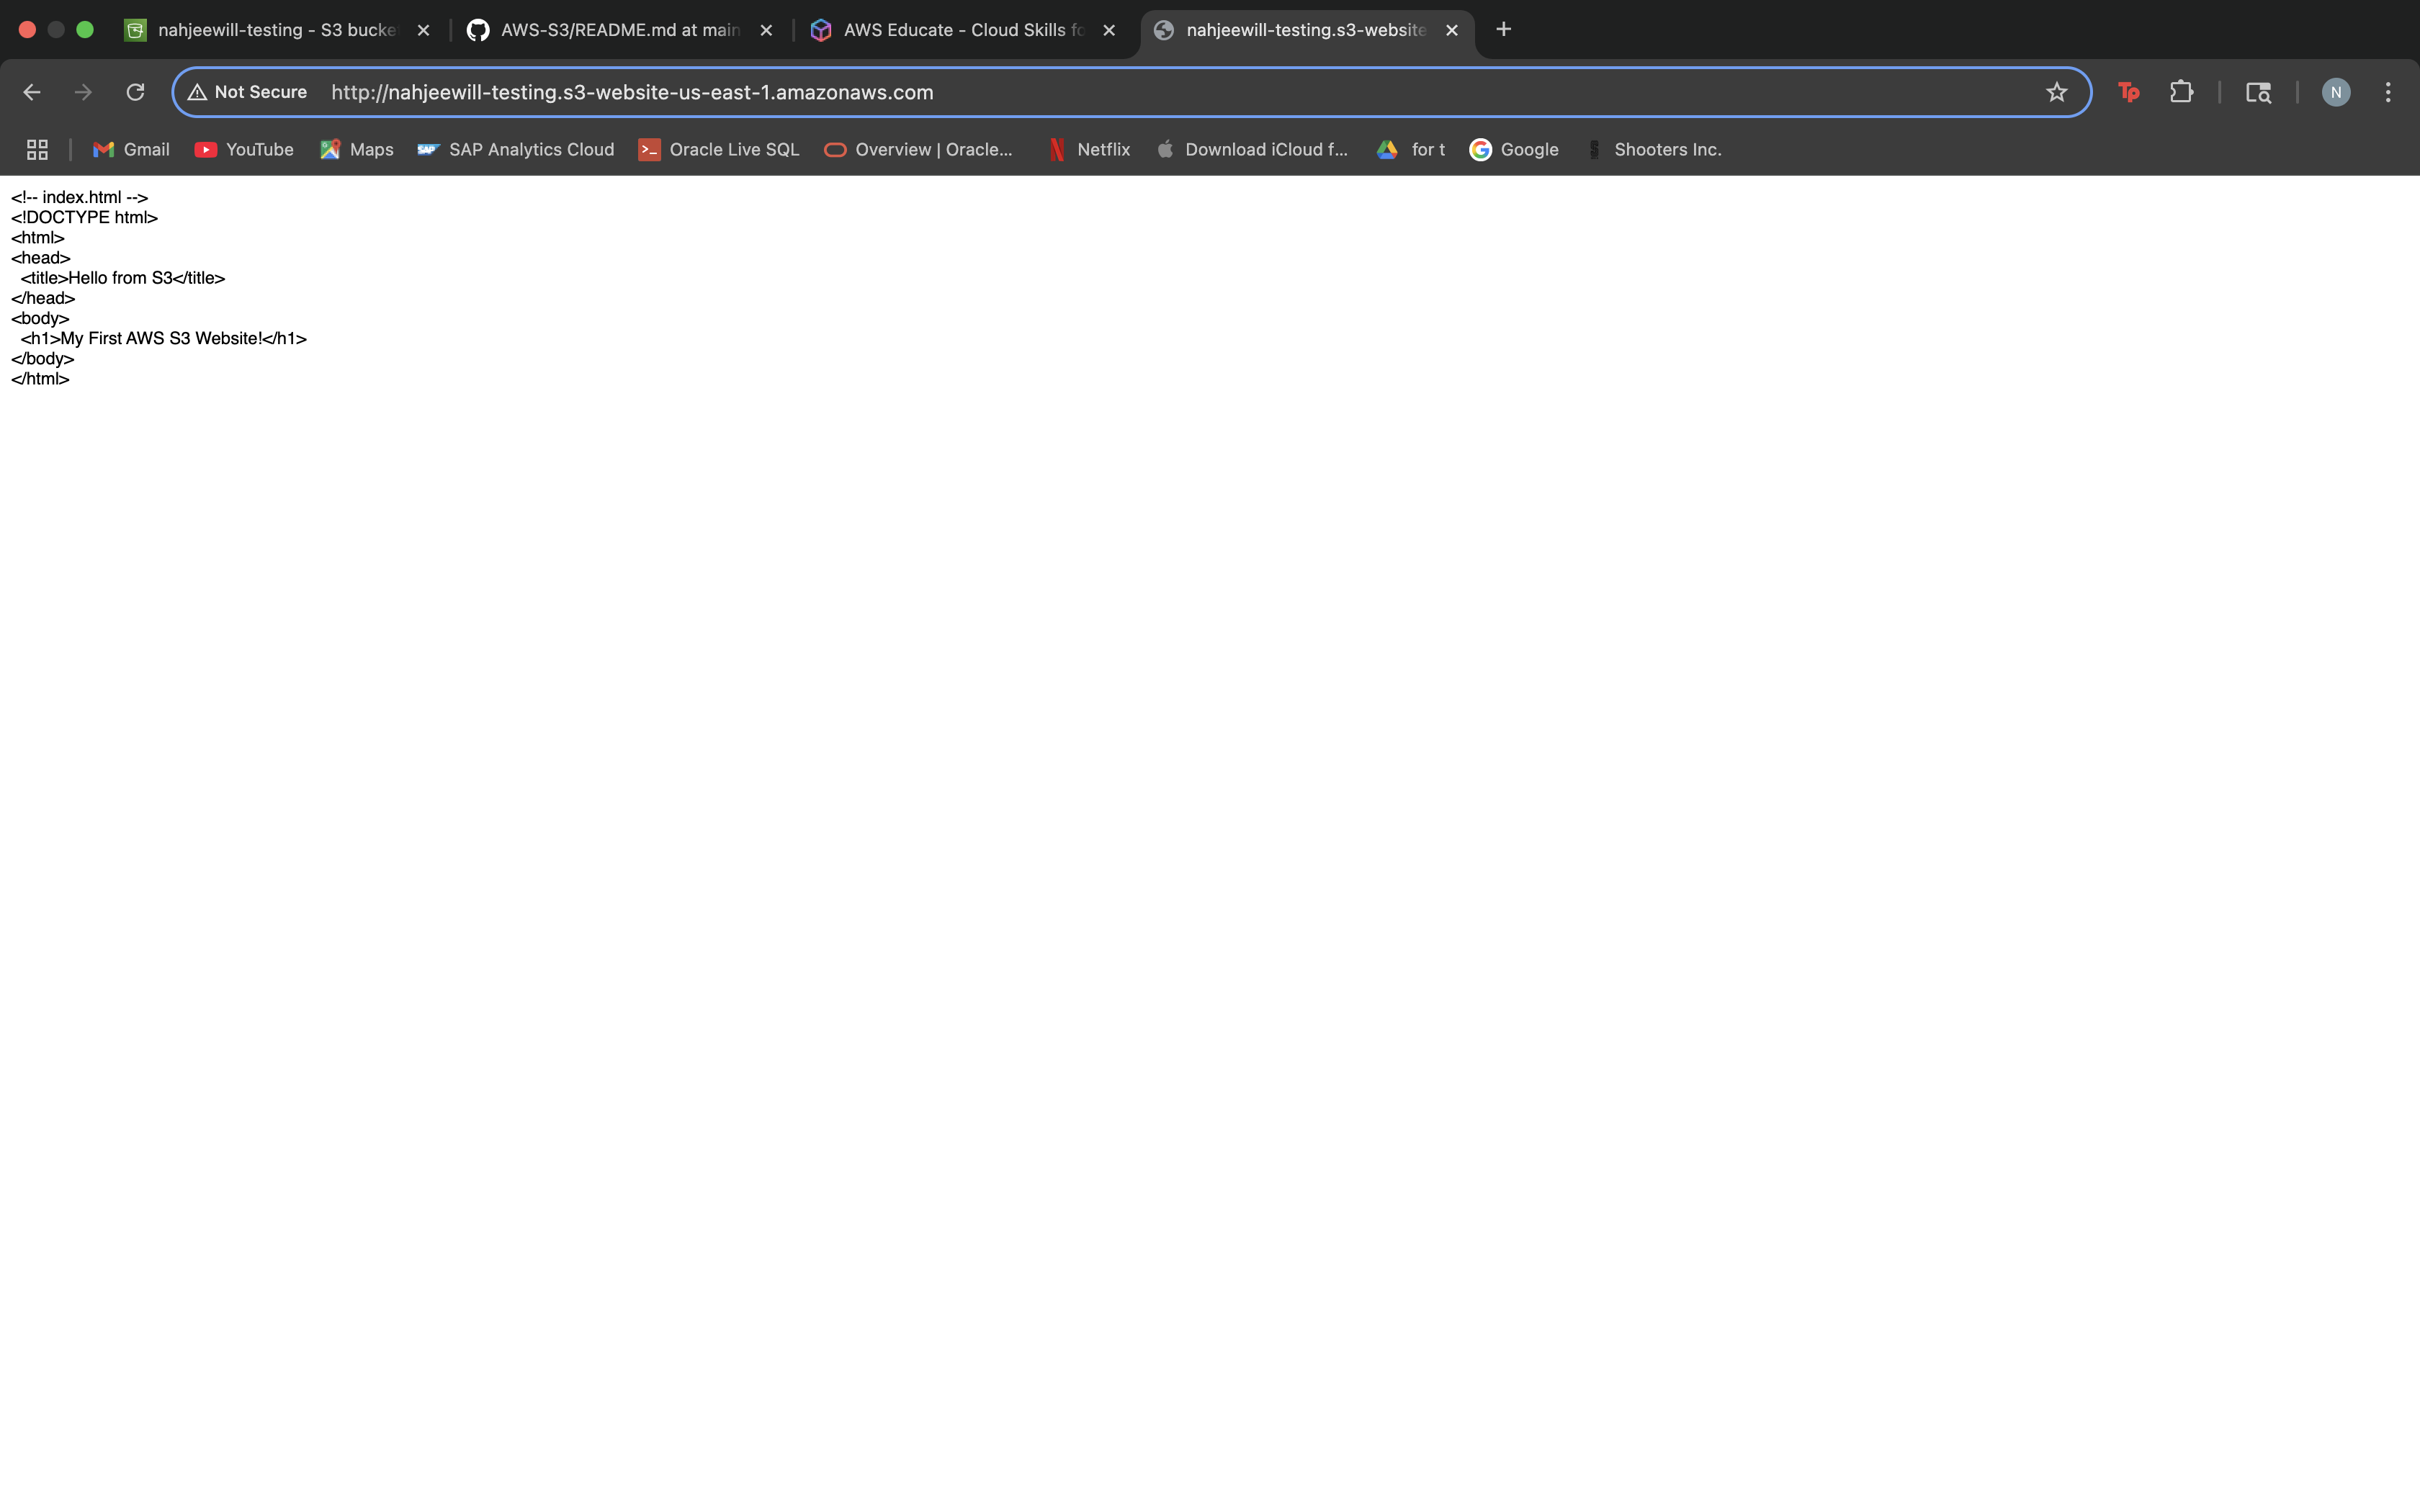 nahjeewill-testing - S3 bucke
AWS-S3/README.md at main
AWS Educate - Cloud Skills fo
nahjeewill-testing.s3-website
Not Secure http://nahjeewill-testing.s3-website-us-east-1.amazonaws.com
Tp
N
Gmail YouTube Maps SAP SAP Analytics Cloud >_ Oracle Live SQL Overview | Oracle... Netflix Download iCloud f... for t Google Shooters Inc.
<!-- index.html -->
<!DOCTYPE html>
<html>
<head>
  <title>Hello from S3</title>
</head>
<body>
  <h1>My First AWS S3 Website!</h1>
</body>
</html>